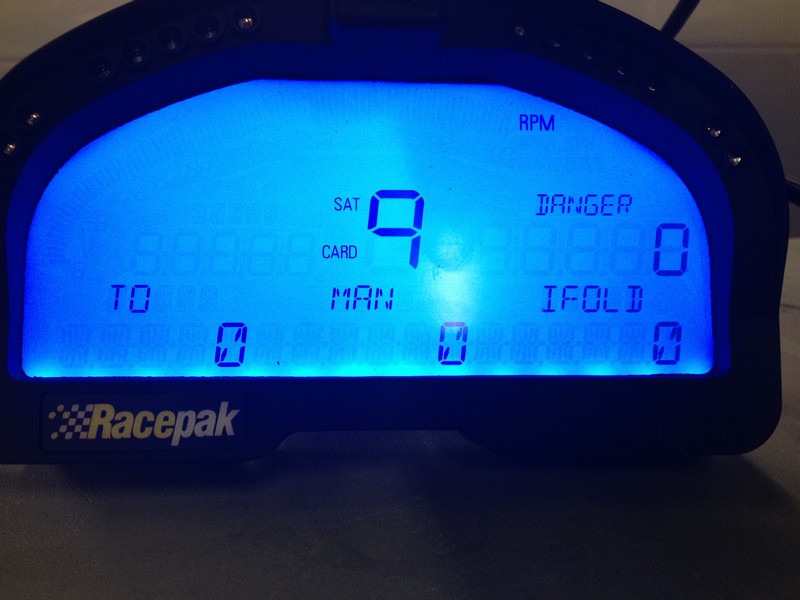 RPM
SAT 9 DANGER
CARD 0
TO MAN IFOLD
0 0 0
Racepak